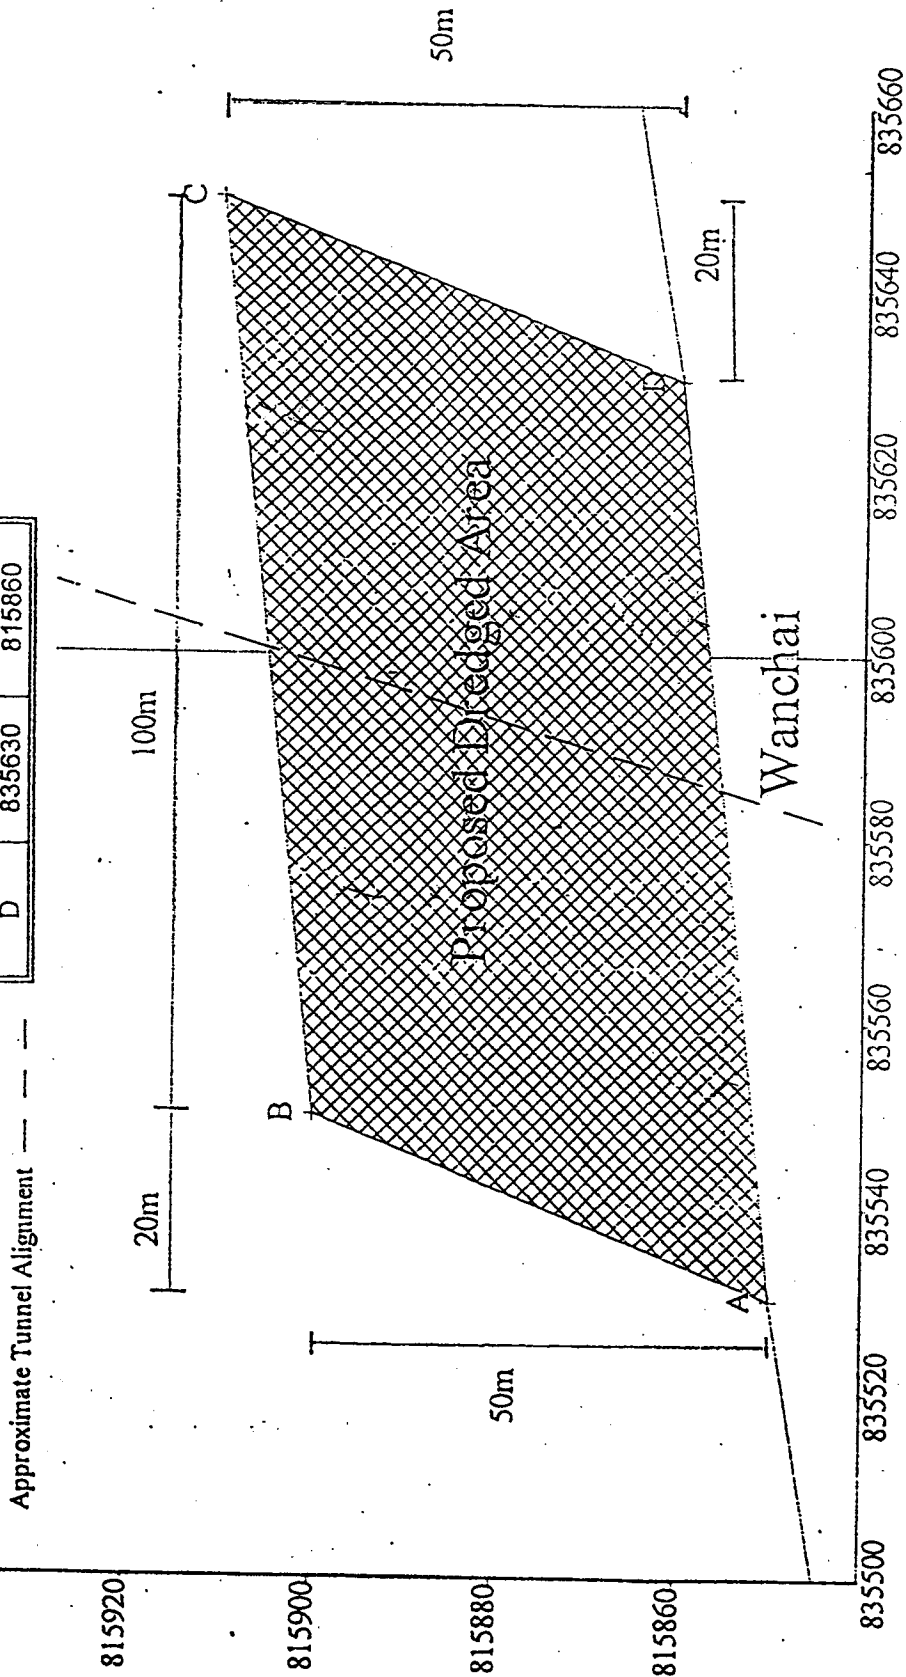 D 835630 815860
Approximate Tunnel Alignment
100m
20m
C
B
50m
815920
815900
815880
815860
Proposed Dredged Area
D
20m
A
50m
Wanchai
835500 835520 835540 835560 835580 835600 835620 835640 835660